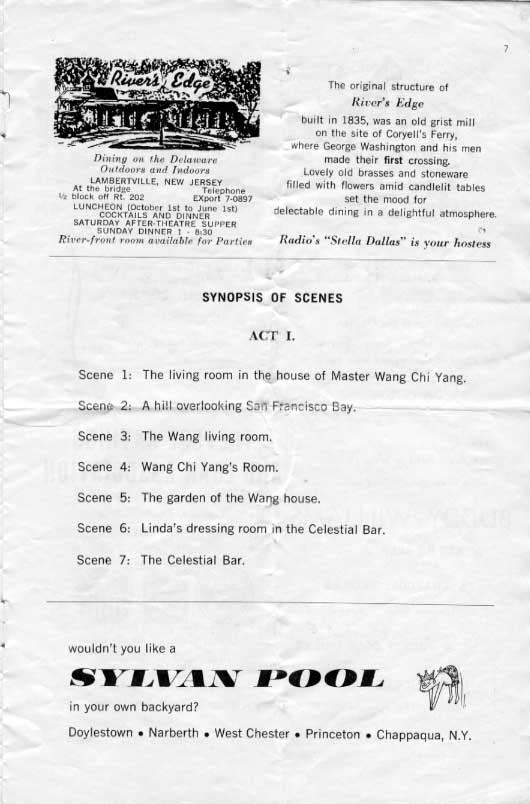 7
River's Edge
Dining on the Delaware
Outdoors and Indoors
LAMBERTVILLE, NEW JERSEY
At the bridge Telephone
½ block off Rt. 202 EXport 7-0897
LUNCHEON (October 1st to June 1st)
COCKTAILS AND DINNER
SATURDAY AFTER-THEATRE SUPPER
SUNDAY DINNER 1 - 8:30
River-front room available for Parties
The original structure of
River's Edge
built in 1835, was an old grist mill
on the site of Coryell's Ferry,
where George Washington and his men
made their first crossing.
Lovely old brasses and stoneware
filled with flowers amid candlelit tables
set the mood for
delectable dining in a delightful atmosphere.
Radio's "Stella Dallas" is your hostess
SYNOPSIS OF SCENES
ACT I.
Scene 1: The living room in the house of Master Wang Chi Yang.
Scene 2: A hill overlooking San Francisco Bay.
Scene 3: The Wang living room.
Scene 4: Wang Chi Yang's Room.
Scene 5: The garden of the Wang house.
Scene 6: Linda's dressing room in the Celestial Bar.
Scene 7: The Celestial Bar.
wouldn't you like a
SYLVAN POOL
in your own backyard?
Doylestown • Narberth • West Chester • Princeton • Chappaqua, N.Y.